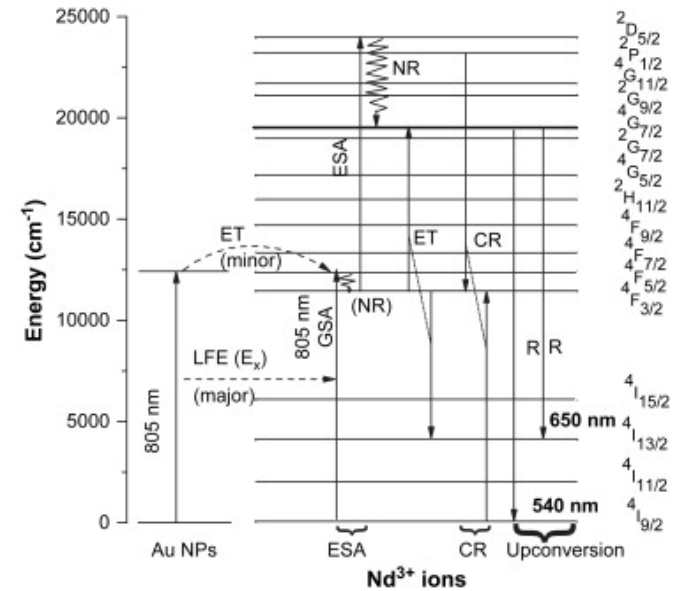 25000
20000
15000
10000
5000
0
Energy (cm⁻¹)
²D₅/₂
²P₁/₂
⁴G₁₁/₂
²G₉/₂
⁴G₇/₂
²G₇/₂
⁴G₅/₂
²H₁₁/₂
⁴F₉/₂
⁴F₇/₂
⁴F₅/₂
⁴F₃/₂
⁴I₁₅/₂
⁴I₁₃/₂
⁴I₁₁/₂
⁴I₉/₂
NR
ESA
ET
(minor)
ET
CR
(NR)
805 nm
GSA
LFE (Eₓ)
(major)
805 nm
R R
650 nm
540 nm
Au NPs
ESA
CR
Upconversion
Nd³⁺ ions